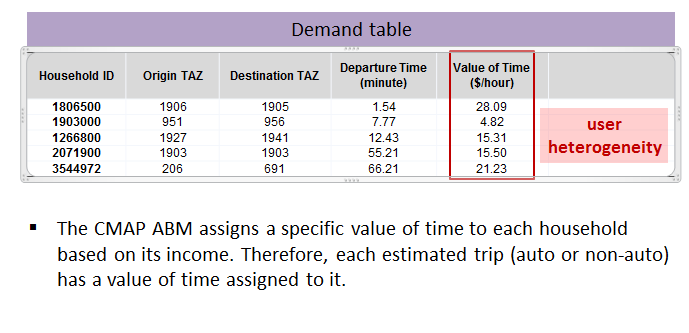 Demand table
Household ID Origin TAZ Destination TAZ Departure Time (minute) Value of Time ($/hour)
1806500 1906 1905 1.54 28.09
1903000 951 956 7.77 4.82
1266800 1927 1941 12.43 15.31
2071900 1903 1903 55.21 15.50
3544972 206 691 66.21 21.23
user
heterogeneity
▪ The CMAP ABM assigns a specific value of time to each household
based on its income. Therefore, each estimated trip (auto or non-auto)
has a value of time assigned to it.